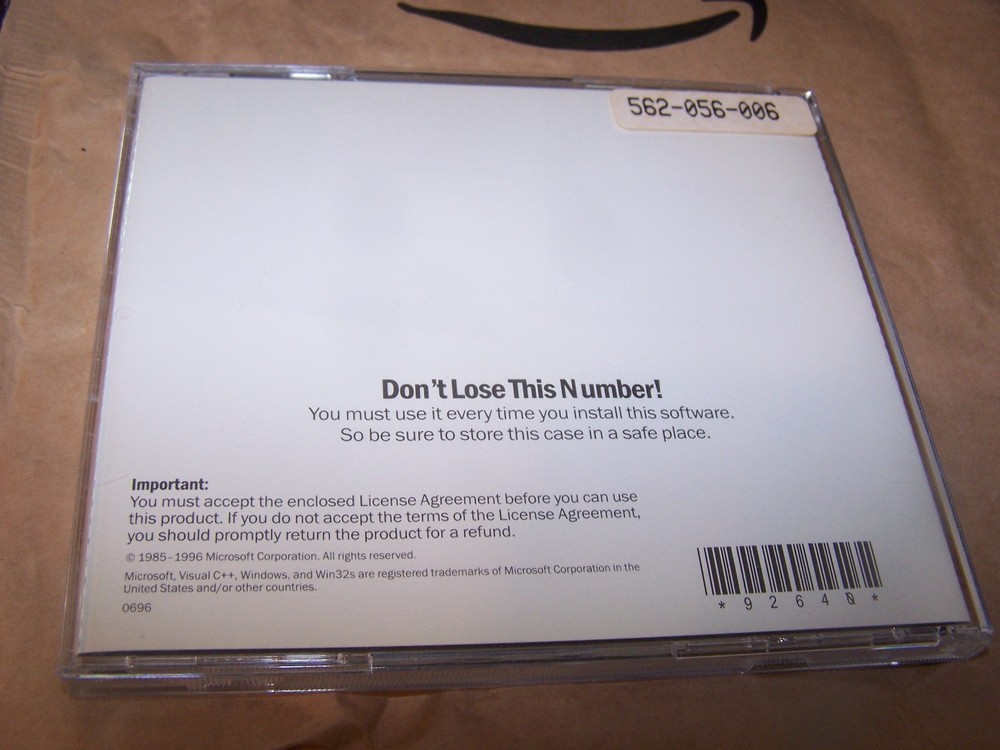 562-056-006
Don't Lose This Number!
You must use it every time you install this software.
So be sure to store this case in a safe place.
Important:
You must accept the enclosed License Agreement before you can use
this product. If you do not accept the terms of the License Agreement,
you should promptly return the product for a refund.
© 1985–1996 Microsoft Corporation. All rights reserved.
Microsoft, Visual C++, Windows, and Win32s are registered trademarks of Microsoft Corporation in the
United States and/or other countries.
0696
* 9 2 6 4 0 *